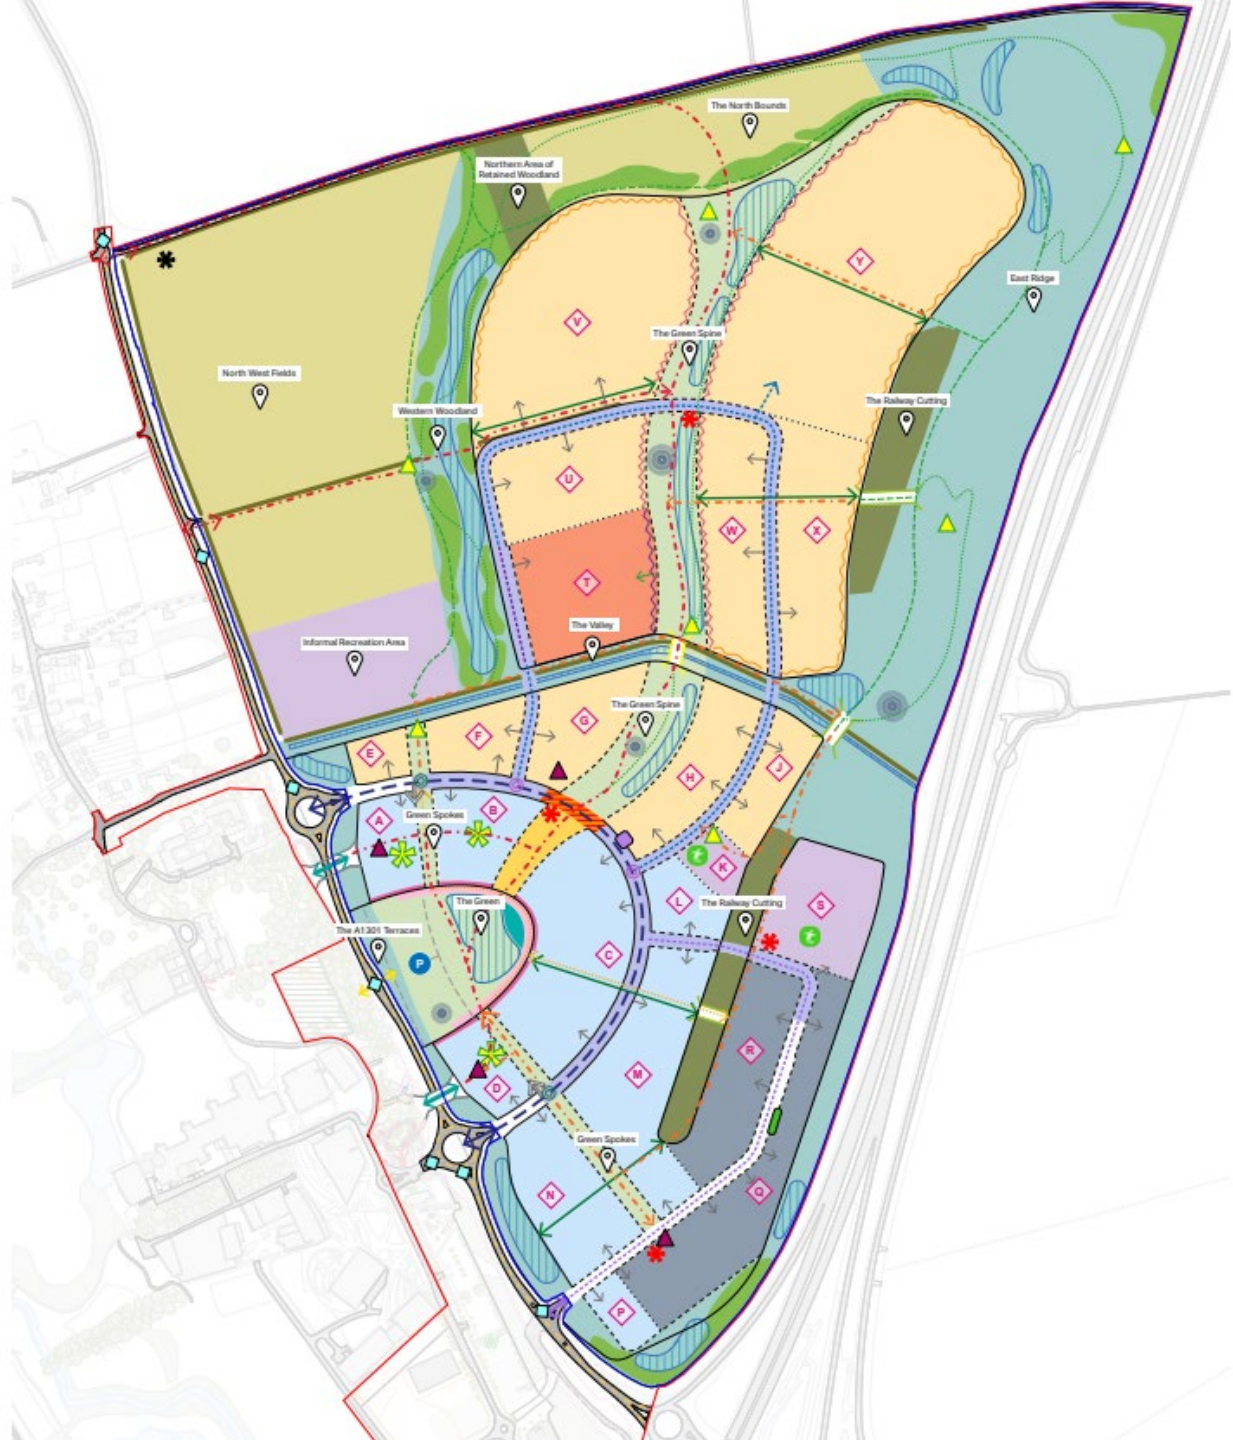 The North Bounds
Northern Area of
Retained Woodland
Y
East Ridge
V
The Green Spine
North West Fields
The Railway Cutting
Western Woodland
U
W
X
T
The Valley
Informal Recreation Area
The Green Spine
G
F
E
J
H
B
A
Green Spokes
K
L
The Railway Cutting
S
The Green
The A1301 Terraces
C
P
R
M
D
Green Spokes
N
Q
P